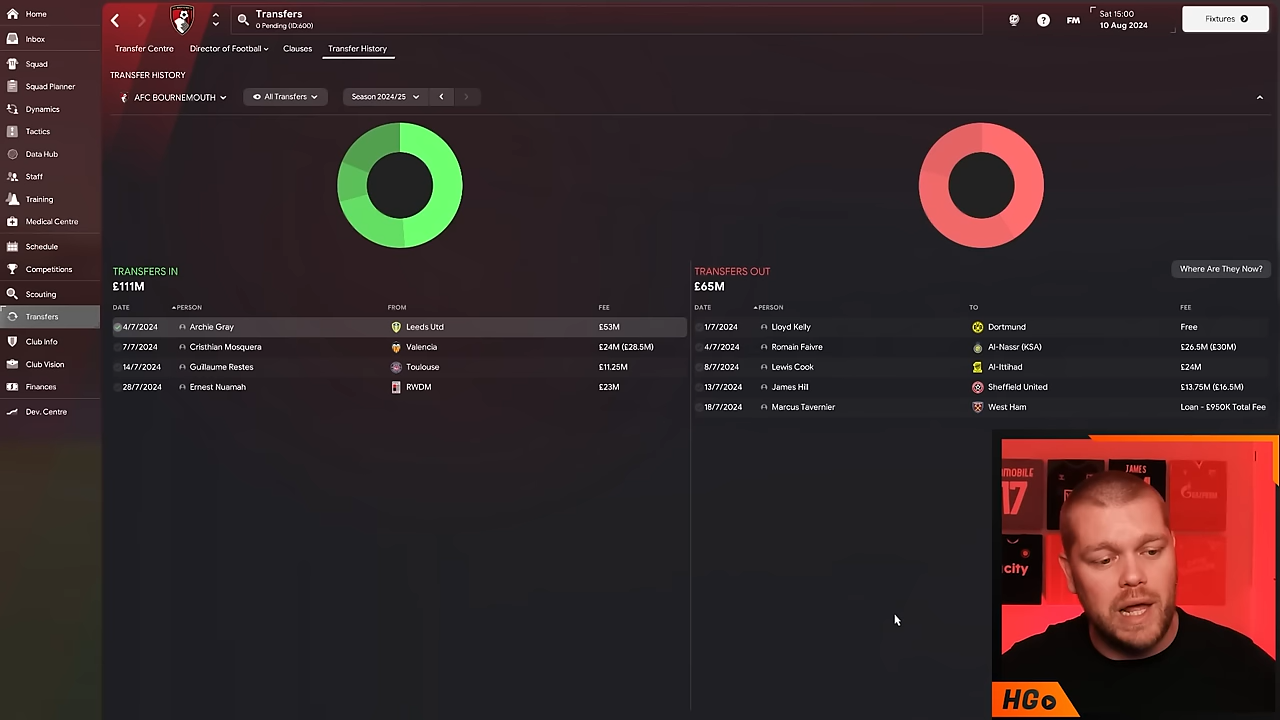 Home
Inbox
Squad
Squad Planner
Dynamics
Tactics
Data Hub
Staff
Training
Medical Centre
Schedule
Competitions
Scouting
Transfers
Club Info
Club Vision
Finances
Dev. Centre
Transfers
0 Pending (ID:600)
FM
Sat 15:00
10 Aug 2024
Fixtures
Transfer Centre Director of Football Clauses Transfer History
TRANSFER HISTORY
AFC BOURNEMOUTH All Transfers Season 2024/25
TRANSFERS IN
£111M
DATE PERSON FROM FEE
4/7/2024 Archie Gray Leeds Utd £53M
7/7/2024 Cristhian Mosquera Valencia £24M (£28.5M)
14/7/2024 Guillaume Restes Toulouse £11.25M
28/7/2024 Ernest Nuamah RWDM £23M
TRANSFERS OUT
£65M
Where Are They Now?
DATE PERSON TO FEE
1/7/2024 Lloyd Kelly Dortmund Free
4/7/2024 Romain Faivre Al-Nassr (KSA) £26.5M (£30M)
8/7/2024 Lewis Cook Al-Ittihad £24M
13/7/2024 James Hill Sheffield United £13.75M (£16.5M)
18/7/2024 Marcus Tavernier West Ham Loan - £950K Total Fee
MOBILE
17
JAMES
city
HG